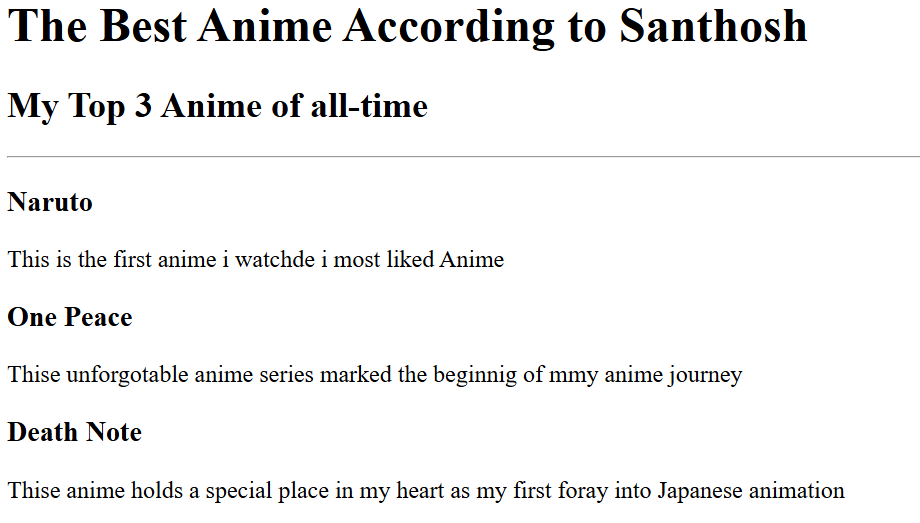 The Best Anime According to Santhosh
My Top 3 Anime of all-time
Naruto
This is the first anime i watchde i most liked Anime
One Peace
Thise unforgotable anime series marked the beginnig of mmy anime journey
Death Note
Thise anime holds a special place in my heart as my first foray into Japanese animation